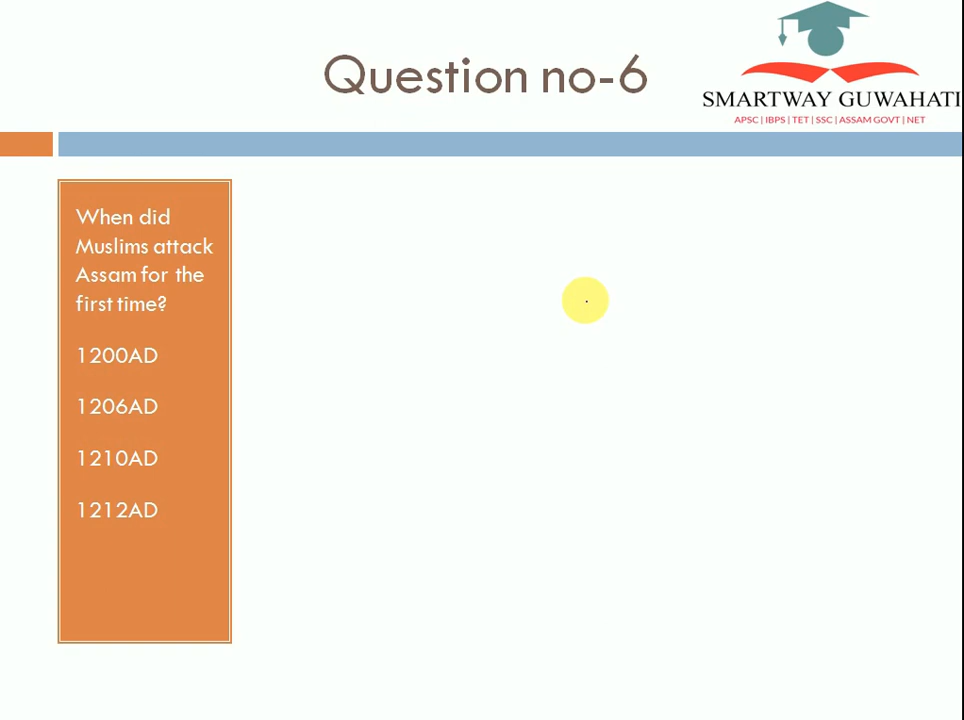 Question no-6
SMARTWAY GUWAHATI
APSC | IBPS | TET | SSC | ASSAM GOVT | NET
When did
Muslims attack
Assam for the
first time?
1200AD
1206AD
1210AD
1212AD